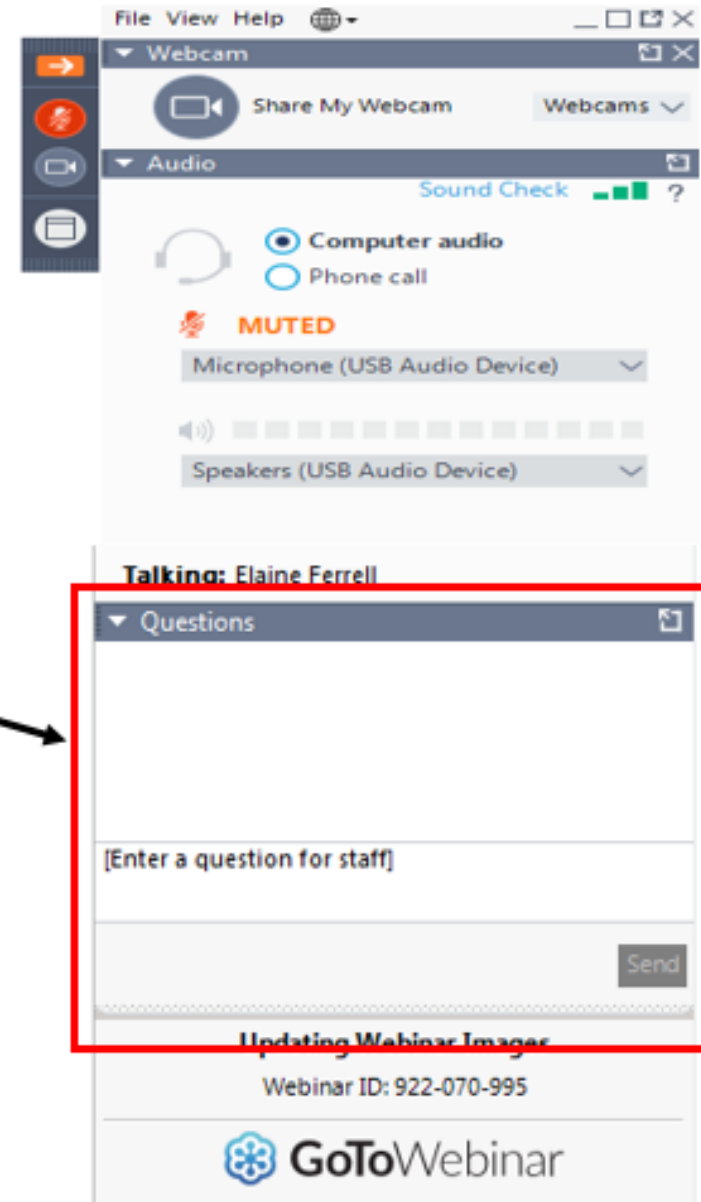 File View Help
Webcam
Share My Webcam Webcams
Audio
Sound Check ?
Computer audio
Phone call
MUTED
Microphone (USB Audio Device)
Speakers (USB Audio Device)
Talking: Elaine Ferrell
Questions
[Enter a question for staff]
Send
Updating Webinar Images
Webinar ID: 922-070-995
GoToWebinar